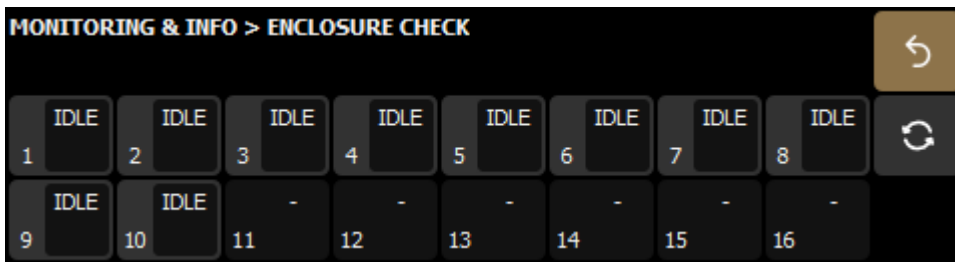 MONITORING & INFO > ENCLOSURE CHECK
IDLE IDLE IDLE IDLE IDLE IDLE IDLE IDLE
1 2 3 4 5 6 7 8
IDLE IDLE - - - - - -
9 10 11 12 13 14 15 16